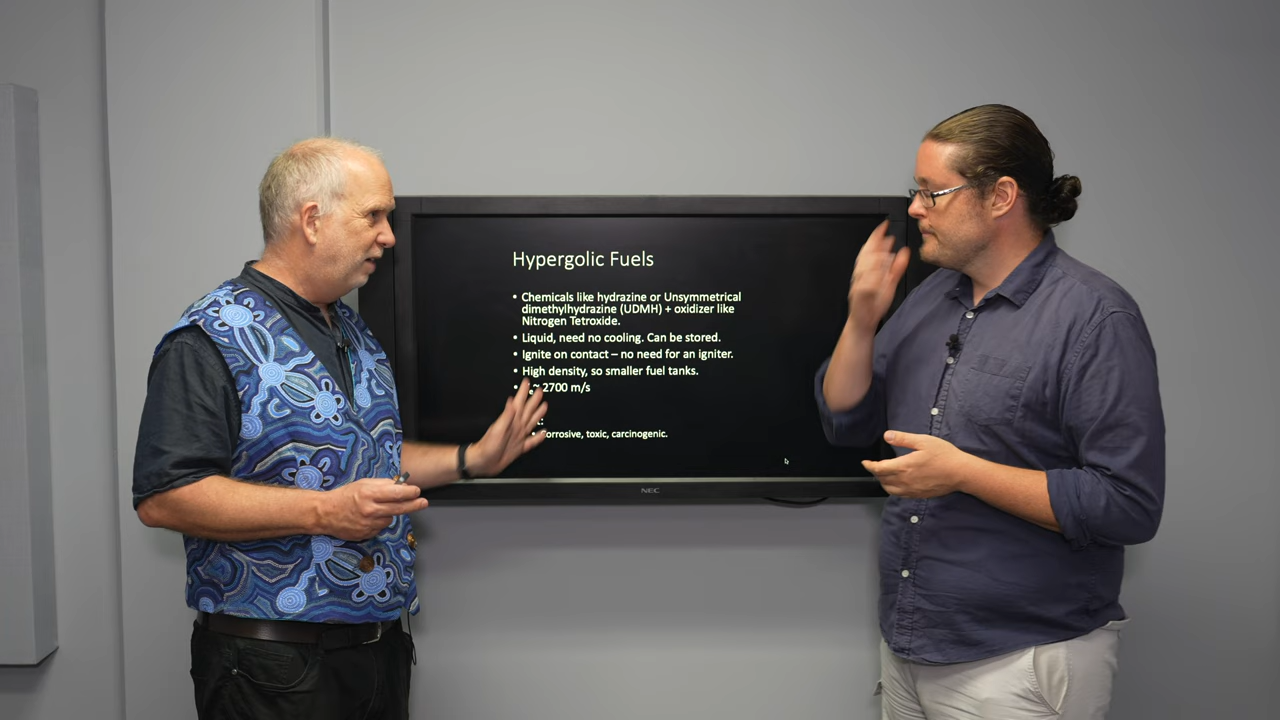 Hypergolic Fuels
• Chemicals like hydrazine or Unsymmetrical
dimethylhydrazine (UDMH) + oxidizer like
Nitrogen Tetroxide.
• Liquid, need no cooling. Can be stored.
• Ignite on contact – no need for an igniter.
• High density, so smaller fuel tanks.
• ~ 2700 m/s
Corrosive, toxic, carcinogenic.
NEC